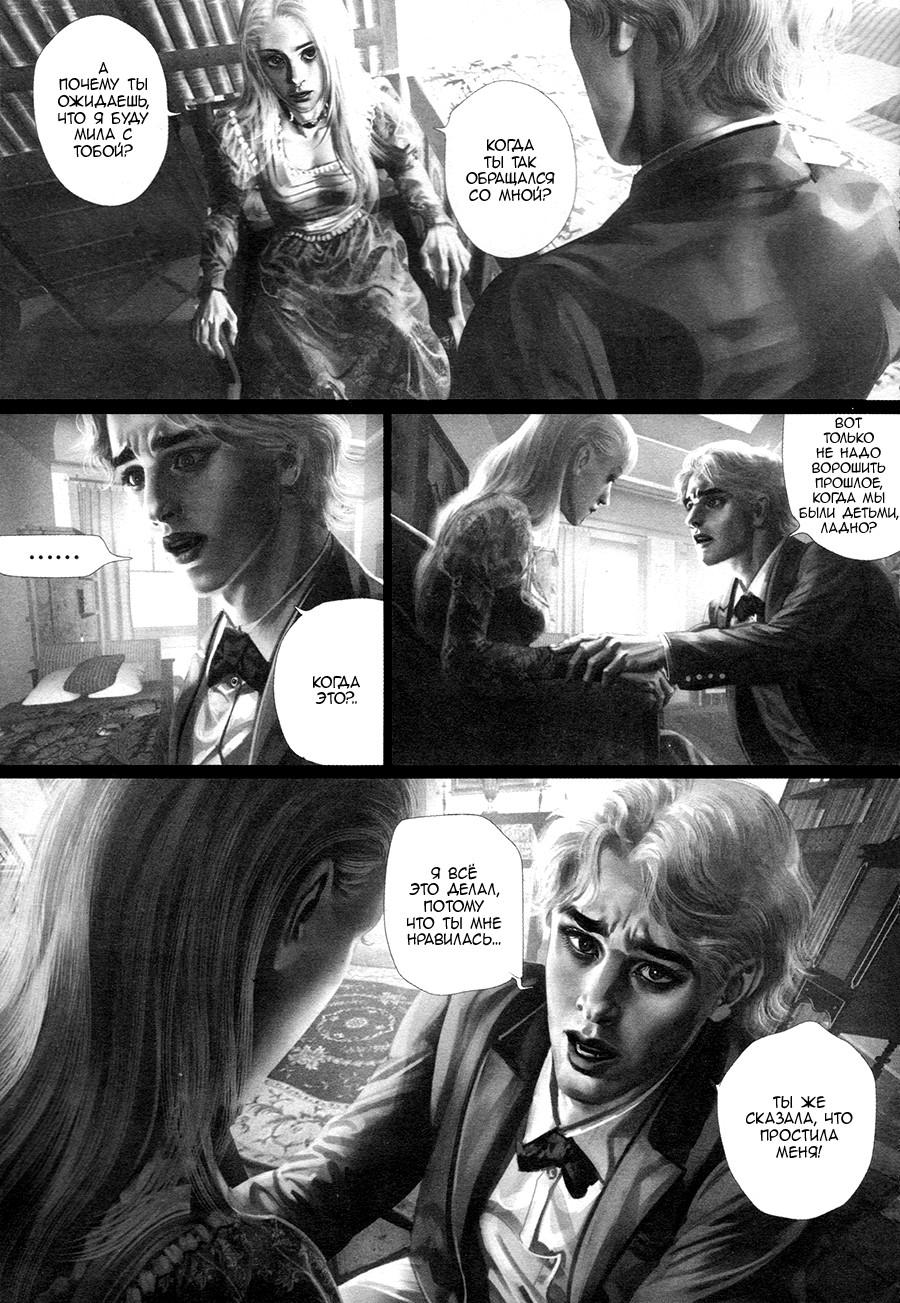 А
ПОЧЕМУ ТЫ
ОЖИДАЕШЬ,
ЧТО Я БУДУ
МИЛА С
ТОБОЙ?
КОГДА
ТЫ ТАК
ОБРАЩАЛСЯ
СО МНОЙ?
......
КОГДА
ЭТО?..
ВОТ
ТОЛЬКО
НЕ НАДО
ВОРОШИТЬ
ПРОШЛОЕ,
КОГДА МЫ
БЫЛИ ДЕТЬМИ,
ЛАДНО?
Я ВСЁ
ЭТО ДЕЛАЛ,
ПОТОМУ
ЧТО ТЫ МНЕ
НРАВИЛАСЬ...
ТЫ ЖЕ
СКАЗАЛА, ЧТО
ПРОСТИЛА
МЕНЯ!